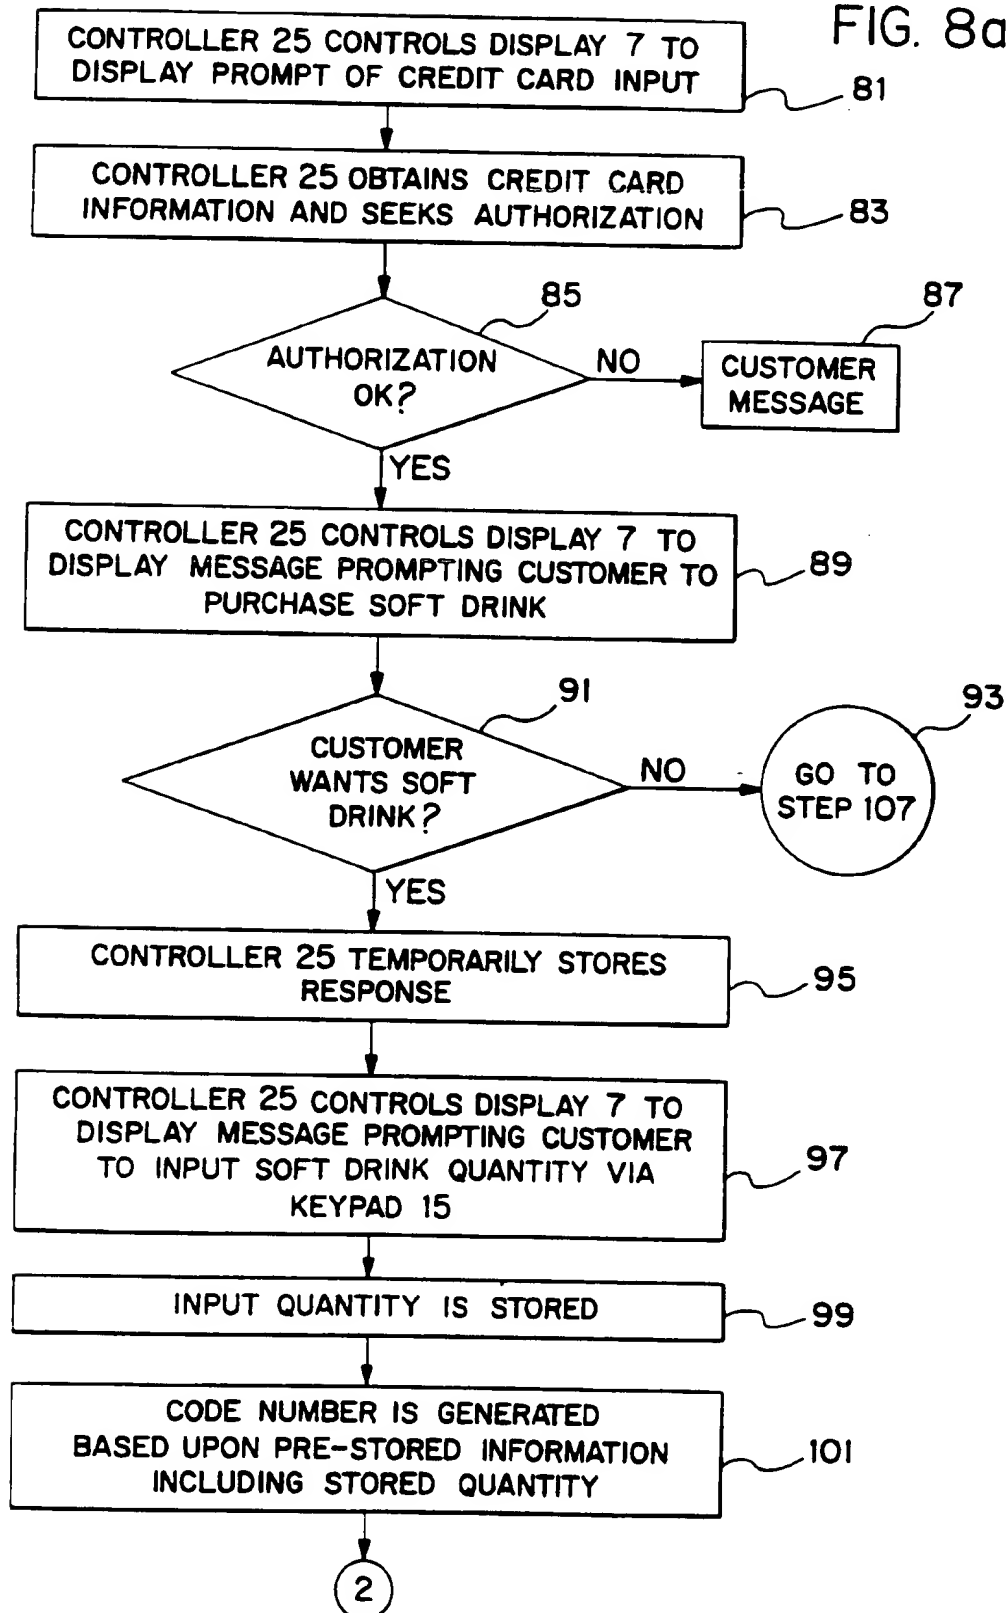 FIG. 8a
CONTROLLER 25 CONTROLS DISPLAY 7 TO
DISPLAY PROMPT OF CREDIT CARD INPUT
81
CONTROLLER 25 OBTAINS CREDIT CARD
INFORMATION AND SEEKS AUTHORIZATION
83
85
AUTHORIZATION
OK?
NO
87
CUSTOMER
MESSAGE
YES
CONTROLLER 25 CONTROLS DISPLAY 7 TO
DISPLAY MESSAGE PROMPTING CUSTOMER TO
PURCHASE SOFT DRINK
89
91
CUSTOMER
WANTS SOFT
DRINK?
NO
93
GO TO
STEP 107
YES
CONTROLLER 25 TEMPORARILY STORES
RESPONSE
95
CONTROLLER 25 CONTROLS DISPLAY 7 TO
DISPLAY MESSAGE PROMPTING CUSTOMER
TO INPUT SOFT DRINK QUANTITY VIA
KEYPAD 15
97
INPUT QUANTITY IS STORED
99
CODE NUMBER IS GENERATED
BASED UPON PRE-STORED INFORMATION
INCLUDING STORED QUANTITY
101
2